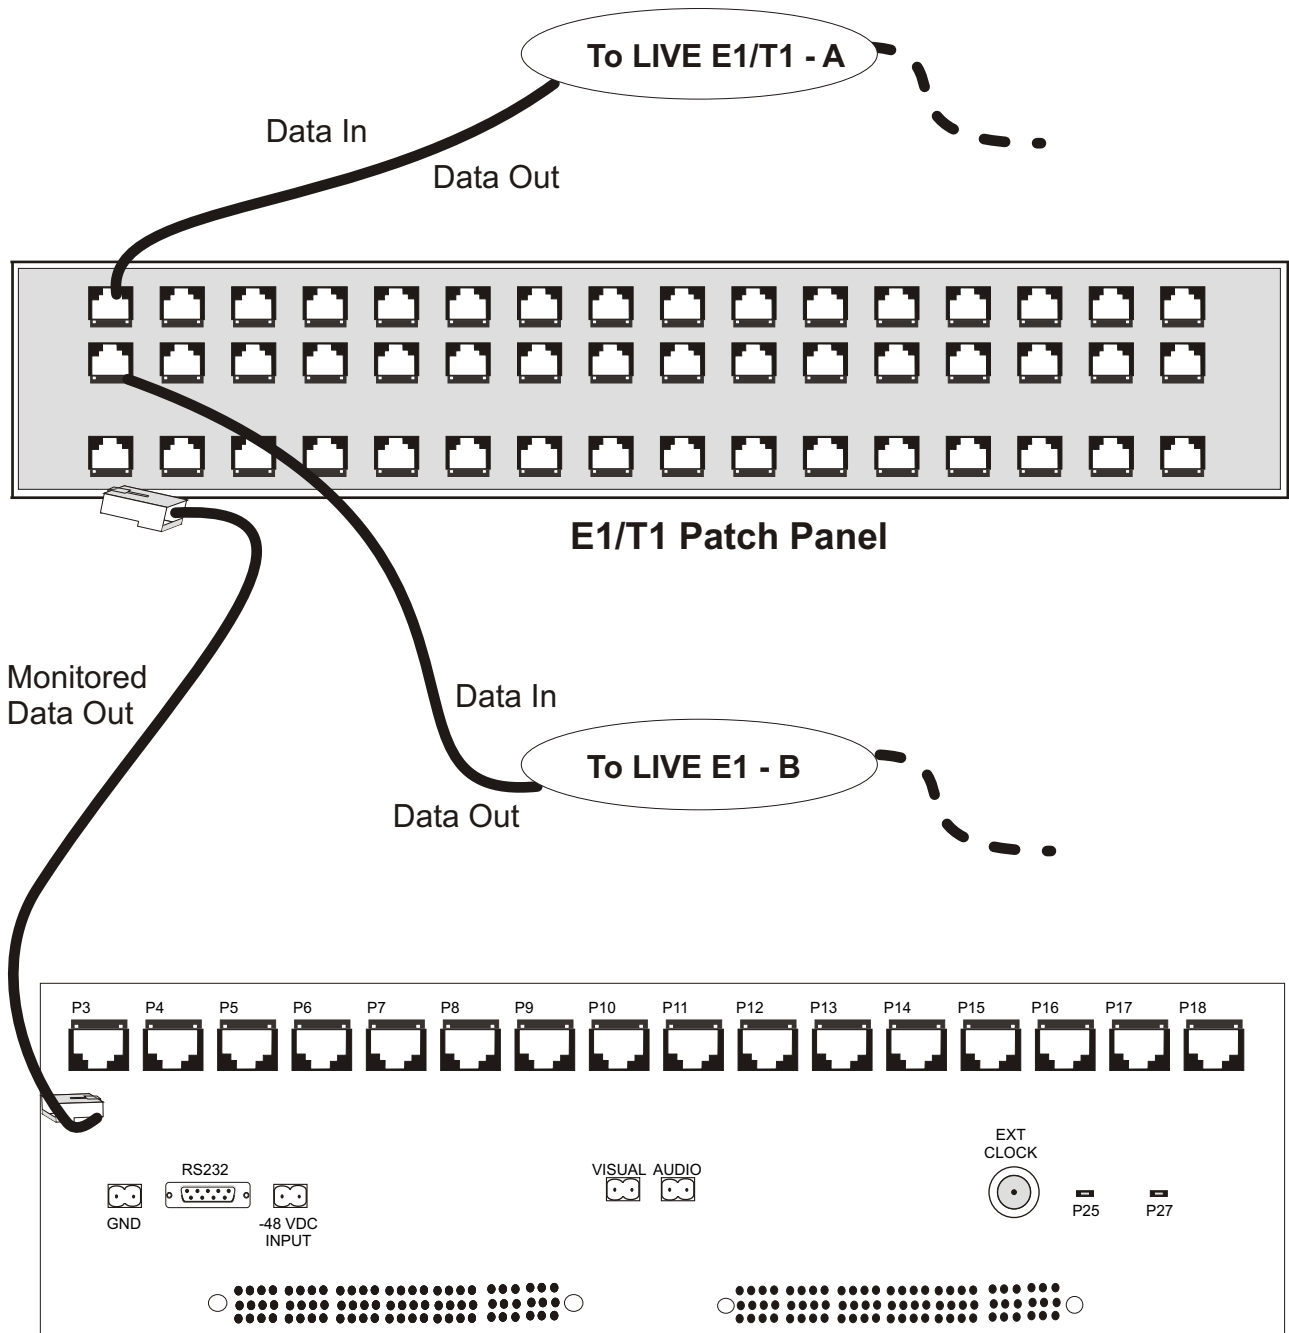 To LIVE E1/T1 - A
Data In
Data Out
E1/T1 Patch Panel
Monitored
Data Out
Data In
To LIVE E1 - B
Data Out
P3 P4 P5 P6 P7 P8 P9 P10 P11 P12 P13 P14 P15 P16 P17 P18
EXT
CLOCK
RS232
VISUAL AUDIO
GND
-48 VDC
INPUT
P25 P27